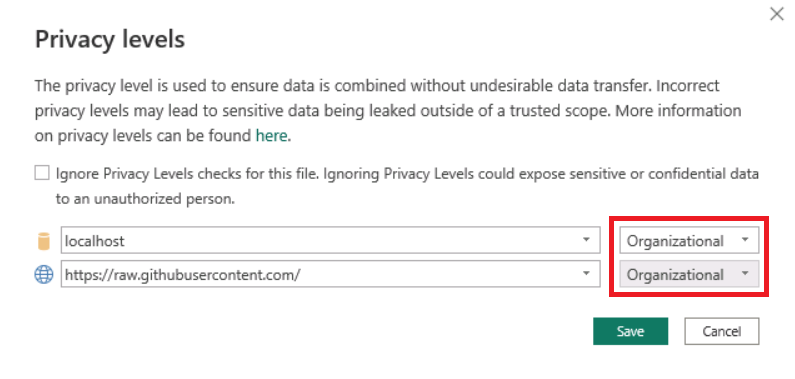 Privacy levels
The privacy level is used to ensure data is combined without undesirable data transfer. Incorrect
privacy levels may lead to sensitive data being leaked outside of a trusted scope. More information
on privacy levels can be found here.
Ignore Privacy Levels checks for this file. Ignoring Privacy Levels could expose sensitive or confidential data
to an unauthorized person.
localhost Organizational
https://raw.githubusercontent.com/ Organizational
Save Cancel